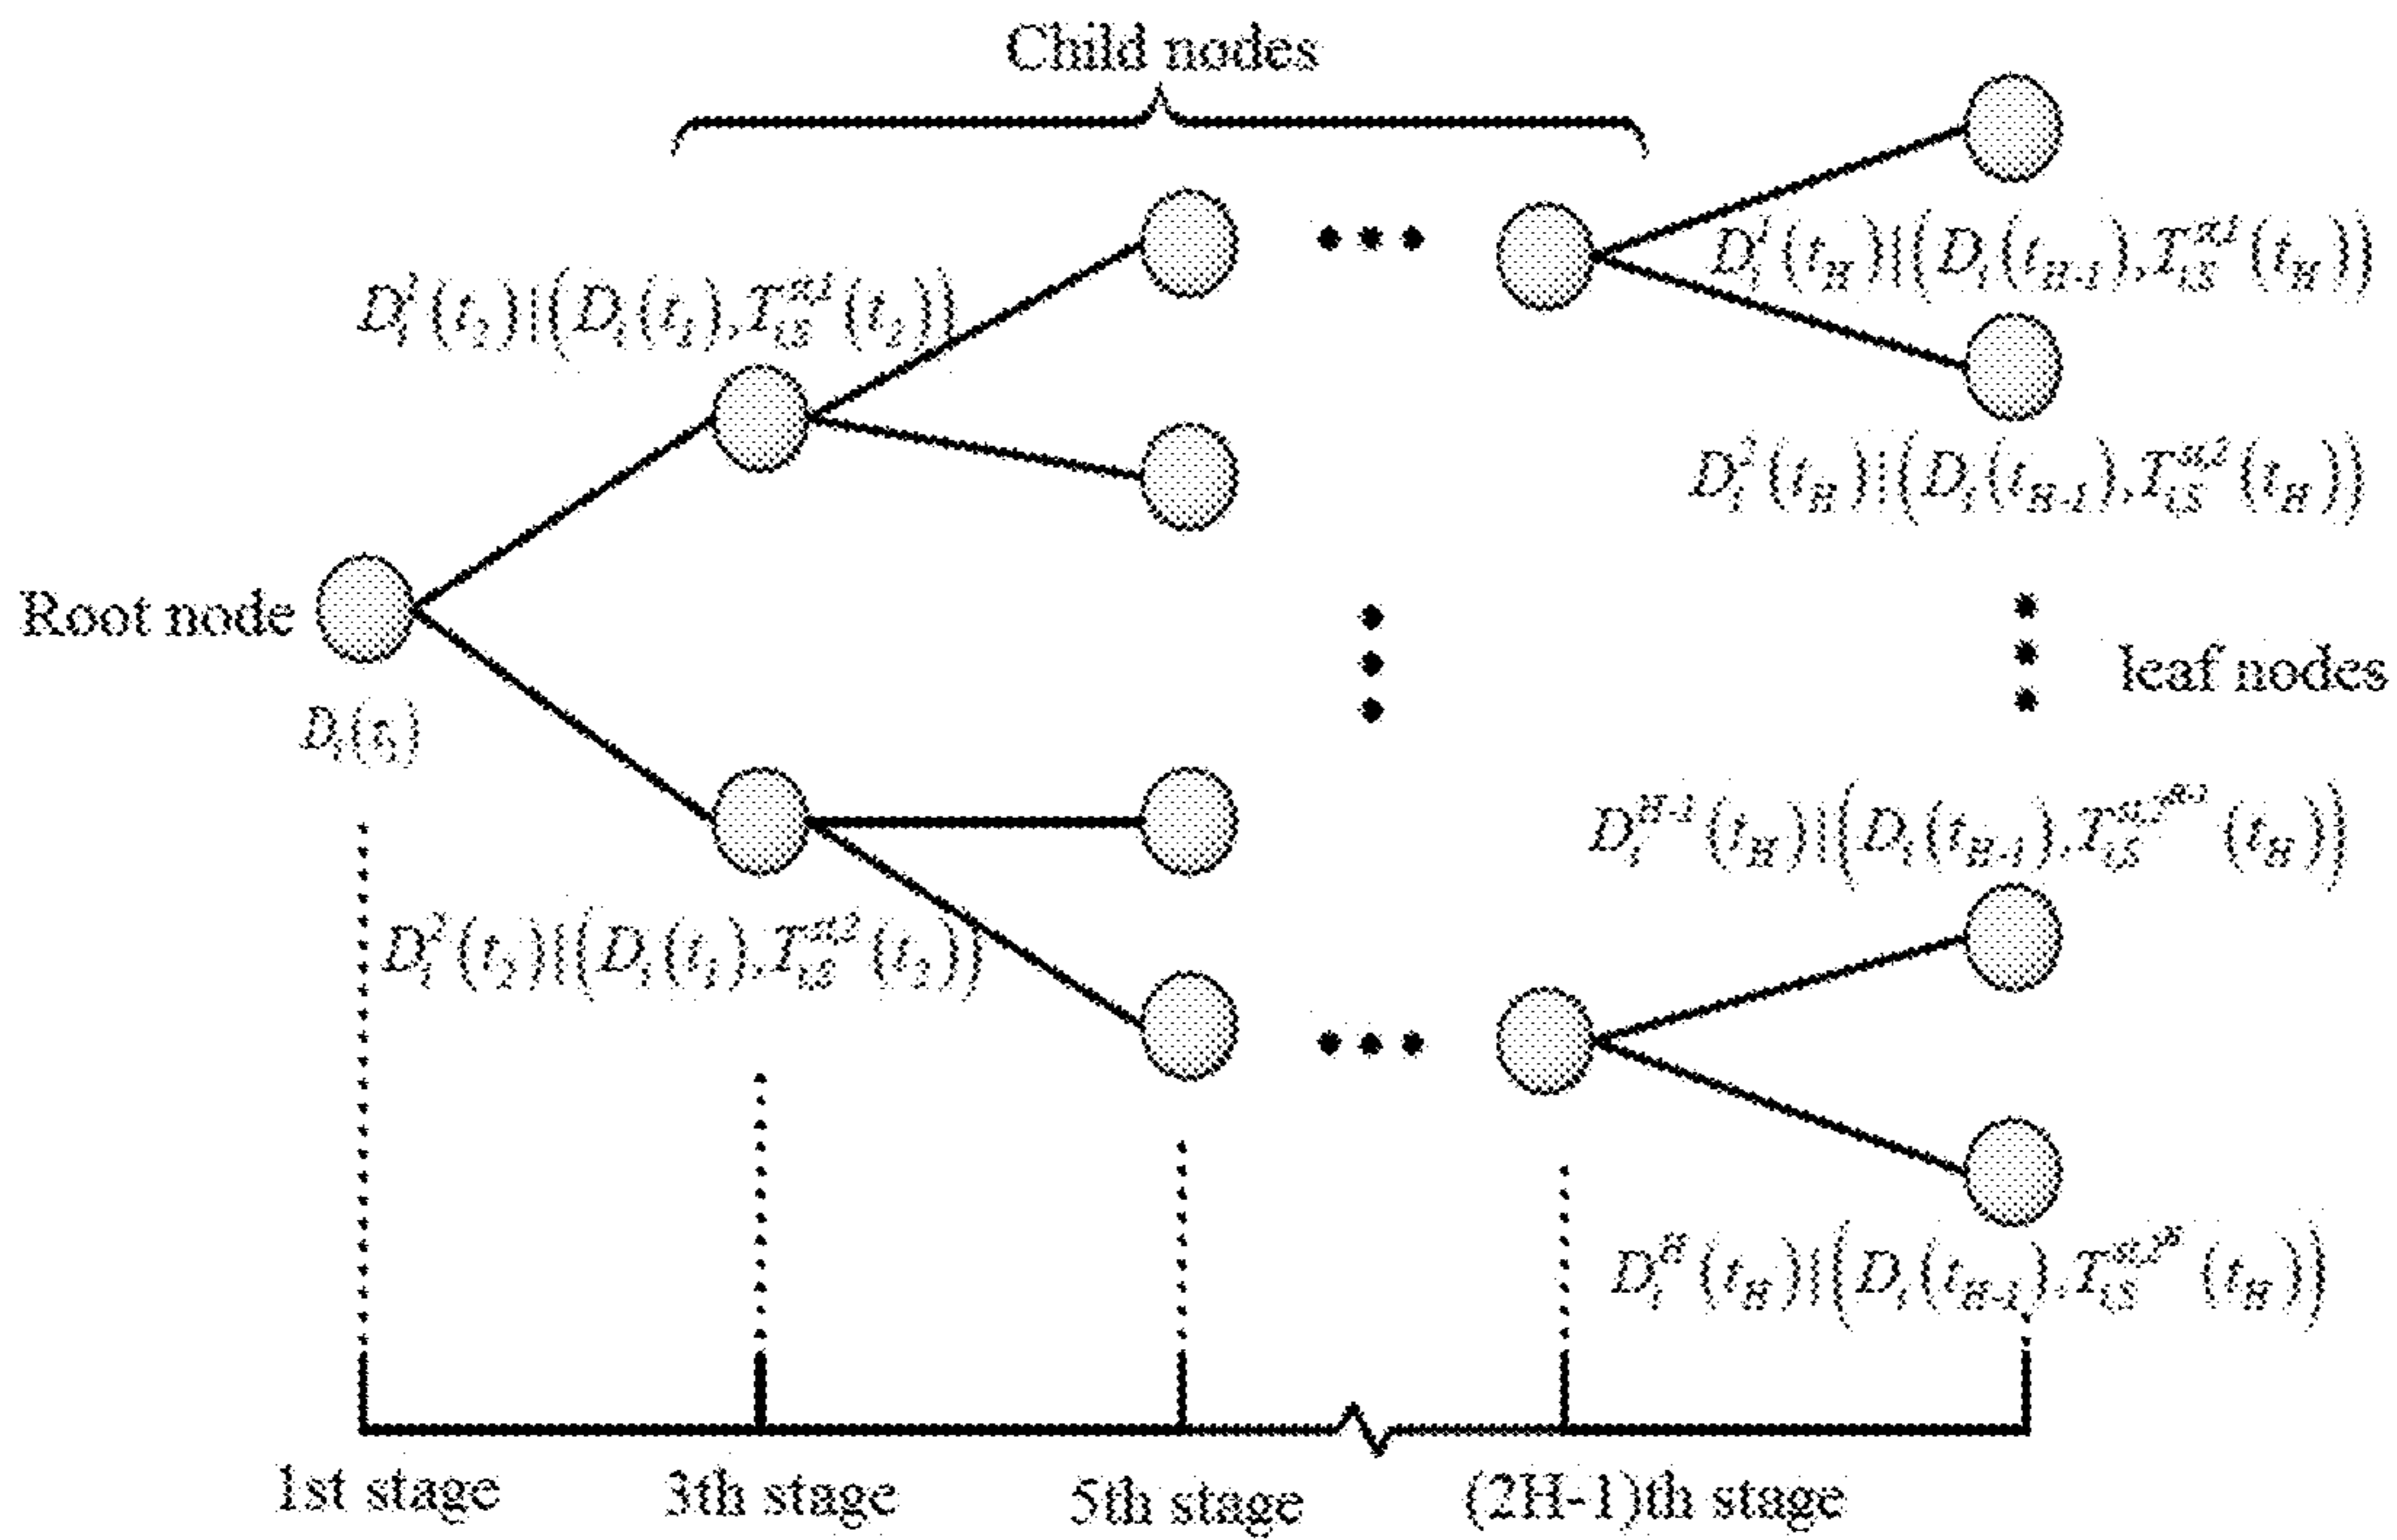 Child nodes
D_i^1(t_2)|(D_i(t_1),T_{i,S}^{a,1}(t_2))
D_i^1(t_H)|(D_i(t_{H-1}),T_{i,S}^{a,1}(t_H))
D_i^2(t_H)|(D_i(t_{H-1}),T_{i,S}^{a,2}(t_H))
Root node
leaf nodes
D_i(t_1)
D_i^{H-1}(t_H)|(D_i(t_{H-1}),
(t_H))
D_i^2(t_2)|(D_i(t_1),T_{i,S}^{a,2}(t_2))
D_i^H(t_H)|(D_i(t_{H-1}),
(t_H))
1st stage
3th stage
5th stage
(2H-1)th stage